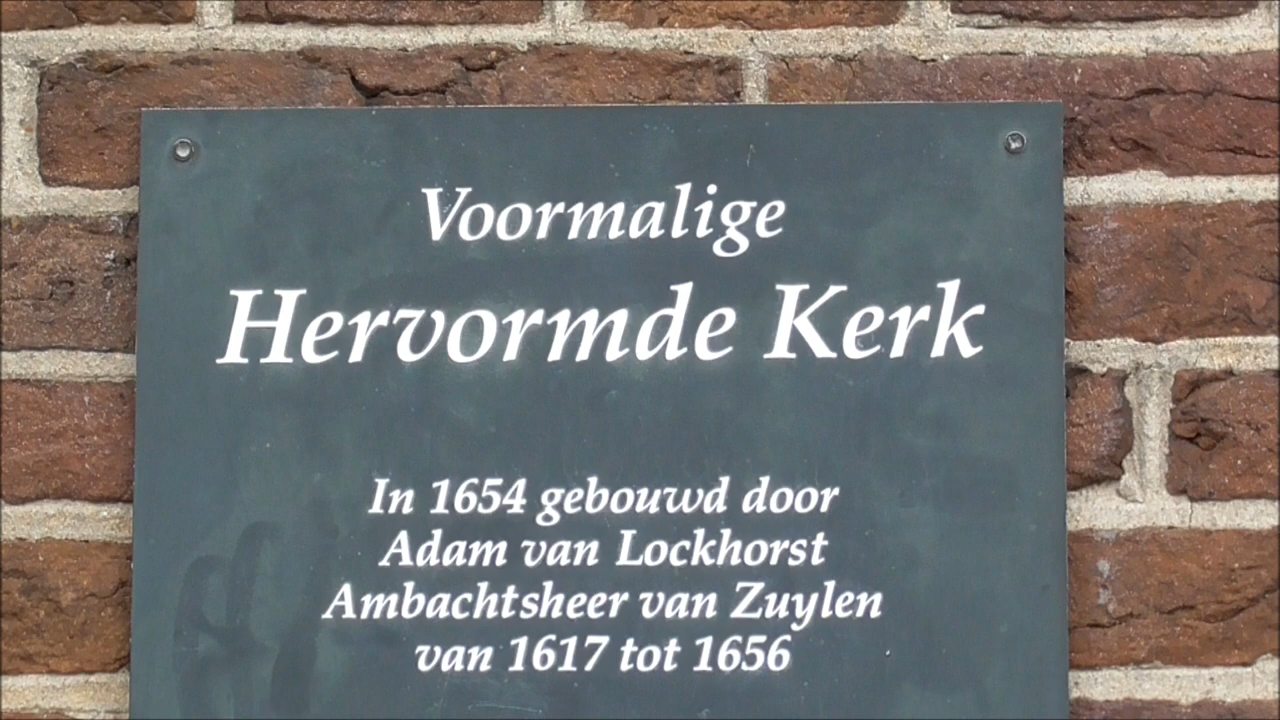 Voormalige
Hervormde Kerk
In 1654 gebouwd door
Adam van Lockhorst
Ambachtsheer van Zuylen
van 1617 tot 1656